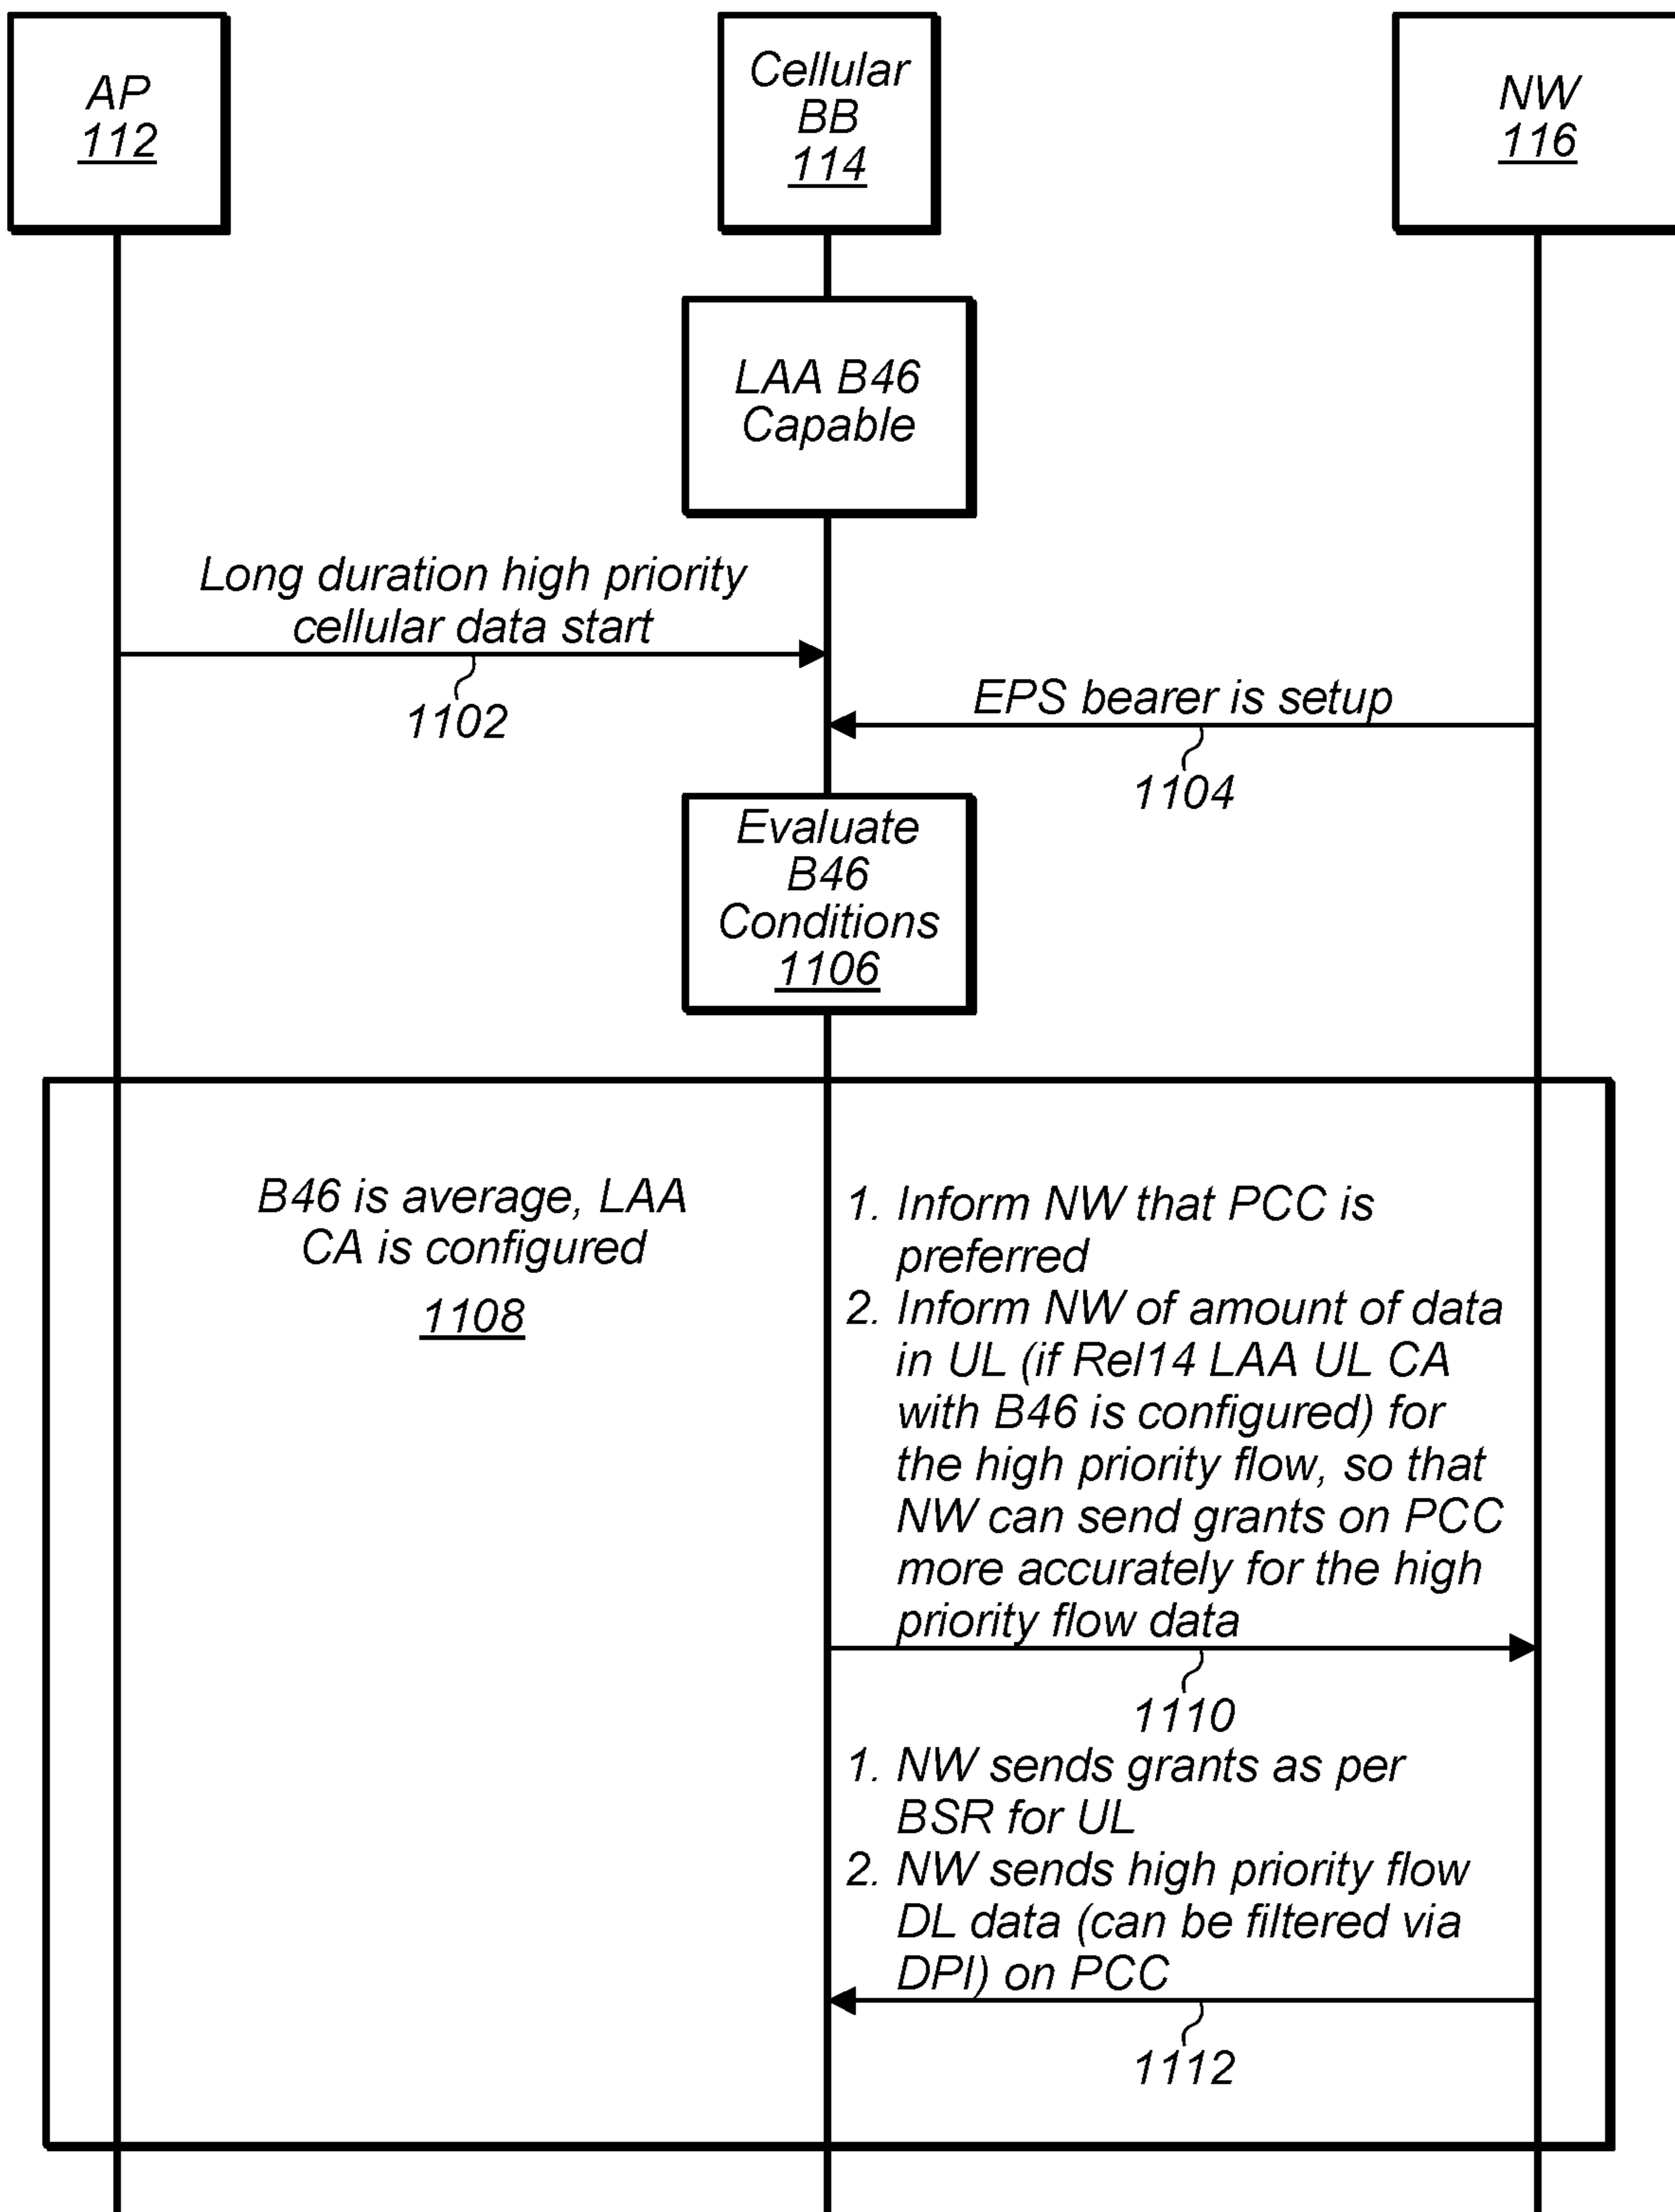 AP
112
Cellular
BB
114
NW
116
LAA B46
Capable
Long duration high priority
cellular data start
1102
EPS bearer is setup
1104
Evaluate
B46
Conditions
1106
B46 is average, LAA
CA is configured
1108
1. Inform NW that PCC is
preferred
2. Inform NW of amount of data
in UL (if Rel14 LAA UL CA
with B46 is configured) for
the high priority flow, so that
NW can send grants on PCC
more accurately for the high
priority flow data
1110
1. NW sends grants as per
BSR for UL
2. NW sends high priority flow
DL data (can be filtered via
DPI) on PCC
1112